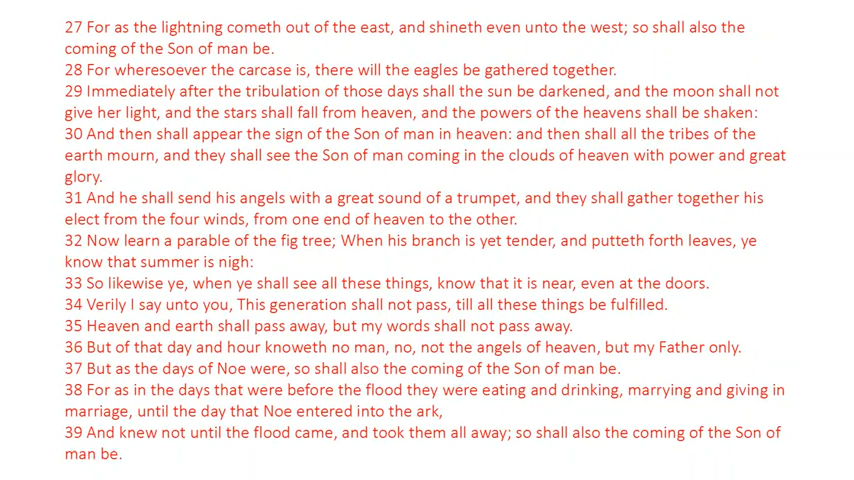 27 For as the lightning cometh out of the east, and shineth even unto the west; so shall also the
coming of the Son of man be.
28 For wheresoever the carcase is, there will the eagles be gathered together.
29 Immediately after the tribulation of those days shall the sun be darkened, and the moon shall not
give her light, and the stars shall fall from heaven, and the powers of the heavens shall be shaken:
30 And then shall appear the sign of the Son of man in heaven: and then shall all the tribes of the
earth mourn, and they shall see the Son of man coming in the clouds of heaven with power and great
glory.
31 And he shall send his angels with a great sound of a trumpet, and they shall gather together his
elect from the four winds, from one end of heaven to the other.
32 Now learn a parable of the fig tree; When his branch is yet tender, and putteth forth leaves, ye
know that summer is nigh:
33 So likewise ye, when ye shall see all these things, know that it is near, even at the doors.
34 Verily I say unto you, This generation shall not pass, till all these things be fulfilled.
35 Heaven and earth shall pass away, but my words shall not pass away.
36 But of that day and hour knoweth no man, no, not the angels of heaven, but my Father only.
37 But as the days of Noe were, so shall also the coming of the Son of man be.
38 For as in the days that were before the flood they were eating and drinking, marrying and giving in
marriage, until the day that Noe entered into the ark,
39 And knew not until the flood came, and took them all away; so shall also the coming of the Son of
man be.